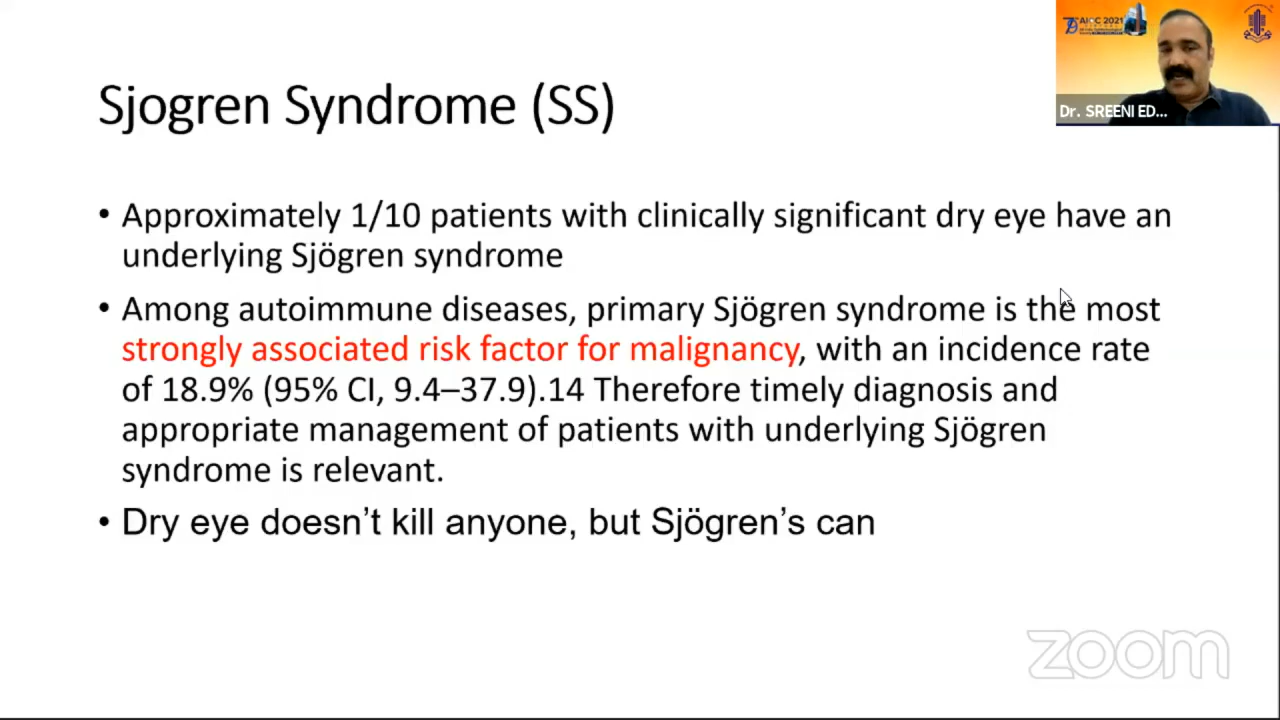 Sjogren Syndrome (SS)
AIOC 2021
Dr. SREENI ED...
• Approximately 1/10 patients with clinically significant dry eye have an
underlying Sjögren syndrome
• Among autoimmune diseases, primary Sjögren syndrome is the most
strongly associated risk factor for malignancy, with an incidence rate
of 18.9% (95% CI, 9.4–37.9).14 Therefore timely diagnosis and
appropriate management of patients with underlying Sjögren
syndrome is relevant.
• Dry eye doesn’t kill anyone, but Sjögren’s can
zoom